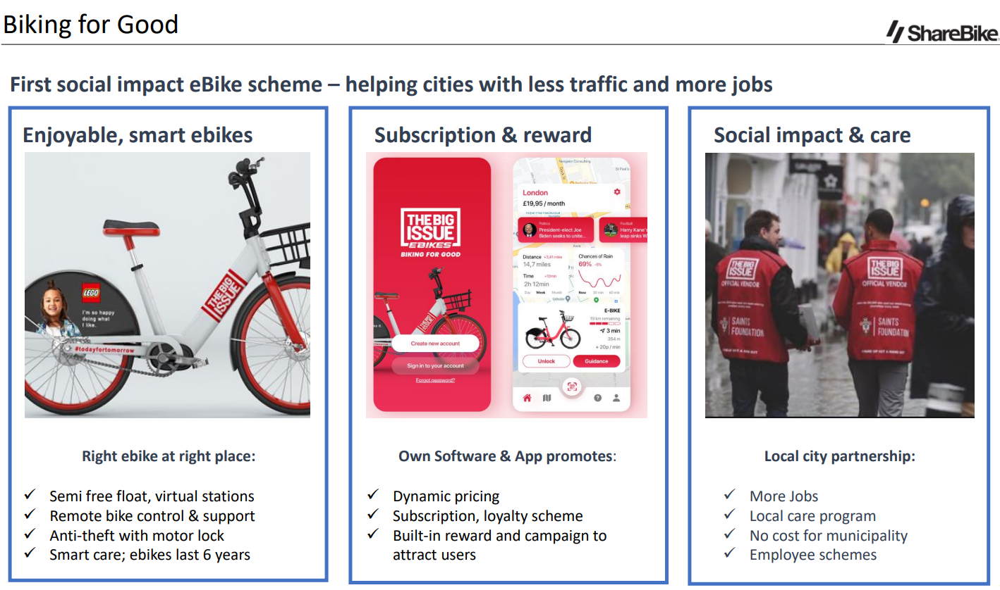 Biking for Good
ShareBike
First social impact eBike scheme – helping cities with less traffic and more jobs
Enjoyable, smart ebikes
LEGO
I'm so happy
doing what
I like.
#todayfortomorrow
THE BIG
ISSUE
Right ebike at right place:
✓ Semi free float, virtual stations
✓ Remote bike control & support
✓ Anti-theft with motor lock
✓ Smart care; ebikes last 6 years
Subscription & reward
THE BIG
ISSUE
EBIKES
BIKING FOR GOOD
THE BIG
ISSUE
Create new account
Sign in to your account
Forgot password?
London
£19,95 / month
Politics
President-elect Joe
Biden seeks to unite...
Football
Harry Kane's
leap sinks W
Distance +3,41 miles
14,7 miles
Time +12min
2h 12min
Day Week Month
Chances of Rain
69% -6%
Now 30 min 60 min
E-BIKE
19 km remaining
3 min
354 m
+ 20p / min
Unlock
Guidance
Own Software & App promotes:
✓ Dynamic pricing
✓ Subscription, loyalty scheme
✓ Built-in reward and campaign to
attract users
Social impact & care
THE BIG
ISSUE
OFFICIAL VENDOR
SAINTS
FOUNDATION
THE BIG
ISSUE
OFFICIAL VENDOR
SAINTS
FOUNDATION
Local city partnership:
✓ More Jobs
✓ Local care program
✓ No cost for municipality
✓ Employee schemes